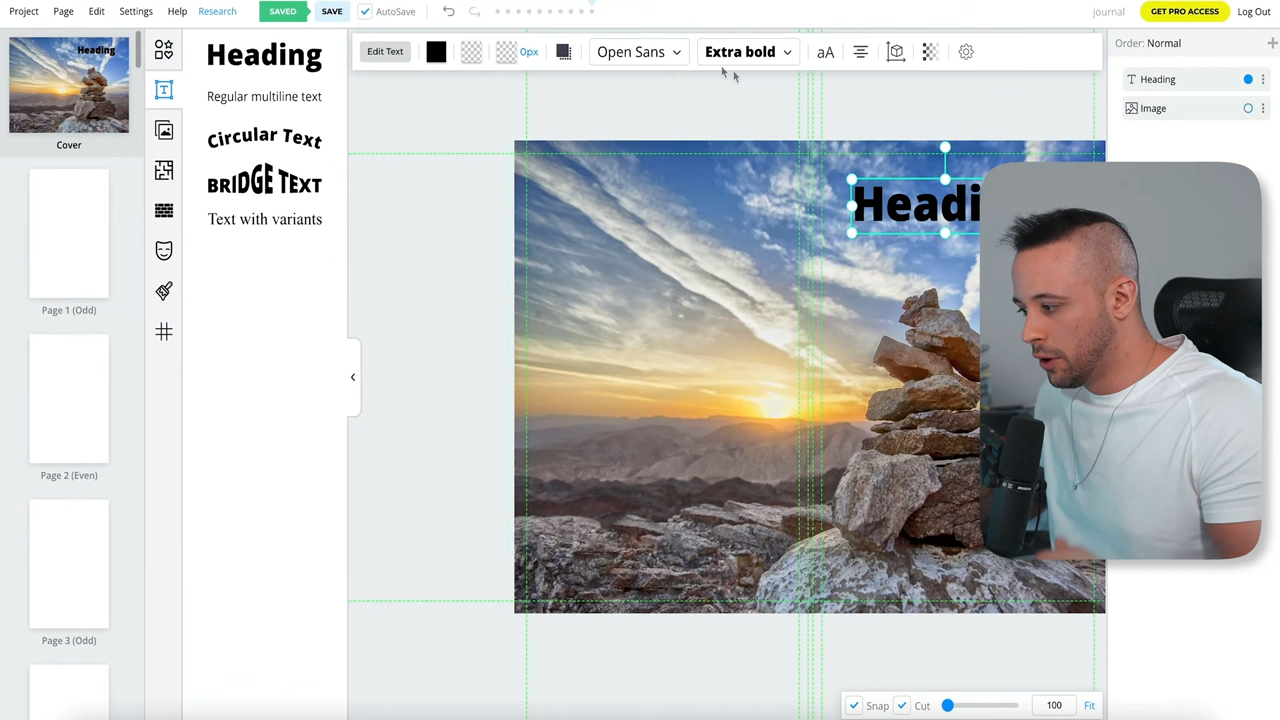 Project Page Edit Settings Help Research SAVED SAVE AutoSave journal GET PRO ACCESS Log Out
Heading
Cover
Page 1 (Odd)
Page 2 (Even)
Page 3 (Odd)
Heading
Regular multiline text
Circular Text
BRIDGE TEXT
Text with variants
Edit Text 0px Open Sans Extra bold aA
Headi
Order: Normal
Heading
Image
Snap Cut 100 Fit